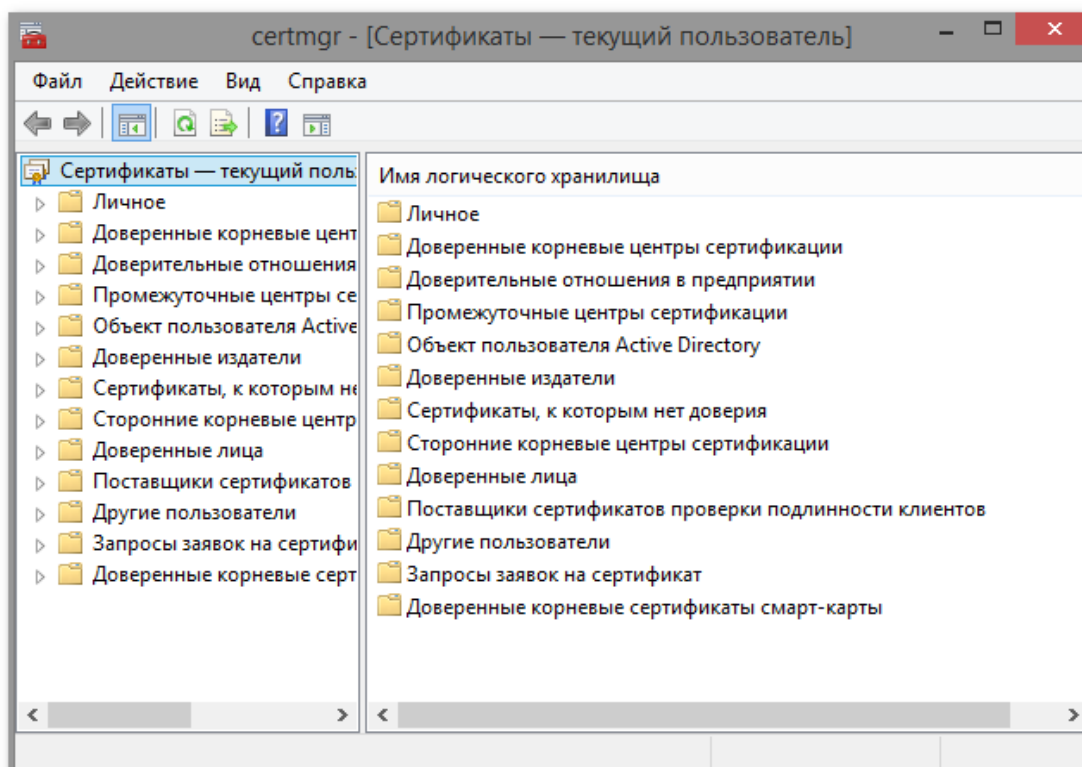 certmgr - [Сертификаты — текущий пользователь]
Файл Действие Вид Справка
Сертификаты — текущий поль
Личное
Доверенные корневые цент
Доверительные отношения
Промежуточные центры се
Объект пользователя Active
Доверенные издатели
Сертификаты, к которым не
Сторонние корневые центр
Доверенные лица
Поставщики сертификатов
Другие пользователи
Запросы заявок на сертифи
Доверенные корневые серт
Имя логического хранилища
Личное
Доверенные корневые центры сертификации
Доверительные отношения в предприятии
Промежуточные центры сертификации
Объект пользователя Active Directory
Доверенные издатели
Сертификаты, к которым нет доверия
Сторонние корневые центры сертификации
Доверенные лица
Поставщики сертификатов проверки подлинности клиентов
Другие пользователи
Запросы заявок на сертификат
Доверенные корневые сертификаты смарт-карты